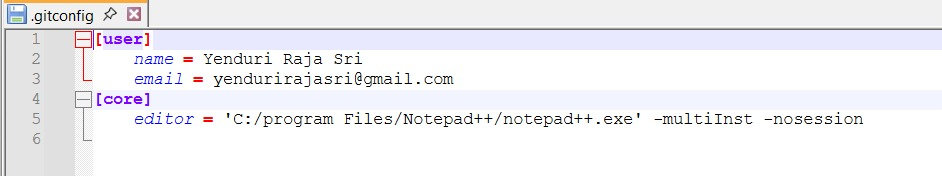 .gitconfig
1 [user]
2 name = Yenduri Raja Sri
3 email = yendurirajasri@gmail.com
4 [core]
5 editor = 'C:/program Files/Notepad++/notepad++.exe' -multiInst -nosession
6